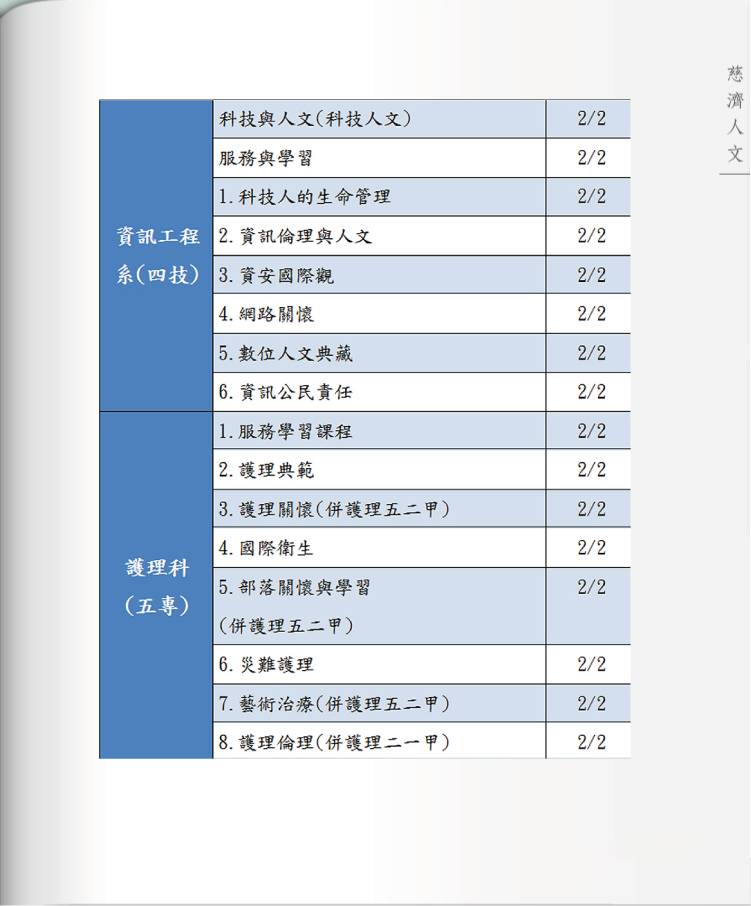 慈濟人文
資訊工程
系(四技)
科技與人文(科技人文) 2/2
服務與學習 2/2
1.科技人的生命管理 2/2
2.資訊倫理與人文 2/2
3.資安國際觀 2/2
4.網路關懷 2/2
5.數位人文典藏 2/2
6.資訊公民責任 2/2
護理科
(五專)
1.服務學習課程 2/2
2.護理典範 2/2
3.護理關懷(併護理五二甲) 2/2
4.國際衛生 2/2
5.部落關懷與學習 2/2
(併護理五二甲)
6.災難護理 2/2
7.藝術治療(併護理五二甲) 2/2
8.護理倫理(併護理二一甲) 2/2